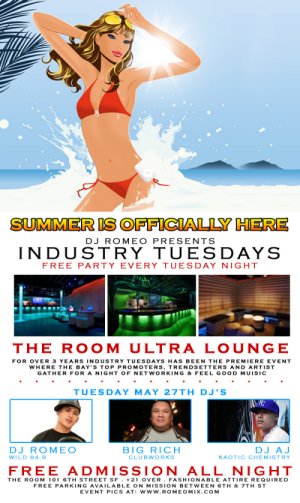 SUMMER IS OFFICIALLY HERE
DJ ROMEO PRESENTS
INDUSTRY TUESDAYS
FREE PARTY EVERY TUESDAY NIGHT
THE ROOM ULTRA LOUNGE
FOR OVER 3 YEARS INDUSTRY TUESDAYS HAS BEEN THE PREMIERE EVENT
WHERE THE BAY'S TOP PROMOTERS, TRENDSETTERS AND ARTIST
GATHER FOR A NIGHT OF NETWORKING & FEEL GOOD MUSIC
TUESDAY MAY 27TH DJ'S
DJ ROMEO
WILD 94.9
BIG RICH
CLUBWORKS
DJ AJ
KAOTIC CHEMISTRY
FREE ADMISSION ALL NIGHT
THE ROOM 101 6TH STREET SF . +21 OVER . FASHIONABLE ATTIRE REQUIRED
FREE PARKING AVAILABLE ON MISSION BETWEEN 6TH & 7TH ST
EVENT PICS AT: WWW.ROMEOMIX.COM